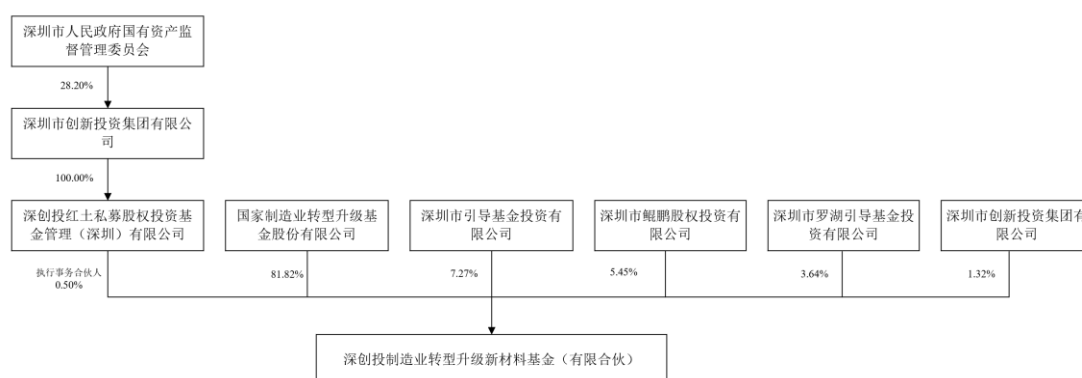 深圳市人民政府国有资产监
督管理委员会
28.20%
深圳市创新投资集团有限公
司
100.00%
深创投红土私募股权投资基
金管理（深圳）有限公司
国家制造业转型升级基
金股份有限公司
深圳市引导基金投资有
限公司
深圳市鲲鹏股权投资有
限公司
深圳市罗湖引导基金投
资有限公司
深圳市创新投资集团有
限公司
执行事务合伙人
0.50%
81.82%
7.27%
5.45%
3.64%
1.32%
深创投制造业转型升级新材料基金（有限合伙）